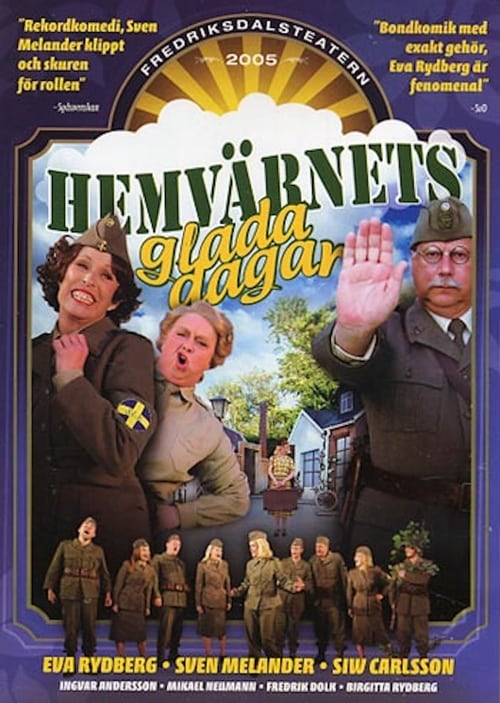 "Rekordkomedi, Sven
Melander klippt
och skuren
för rollen"
-Sydsvenskan
FREDRIKSDALSTEATERN
2005
"Bondkomik med
exakt gehör,
Eva Rydberg är
fenomenal"
-SvD
HEMVÄRNETS
glada
dagar
EVA RYDBERG • SVEN MELANDER • SIW CARLSSON
INGVAR ANDERSSON • MIKAEL NEUMANN • FREDRIK DOLK • BIRGITTA RYDBERG